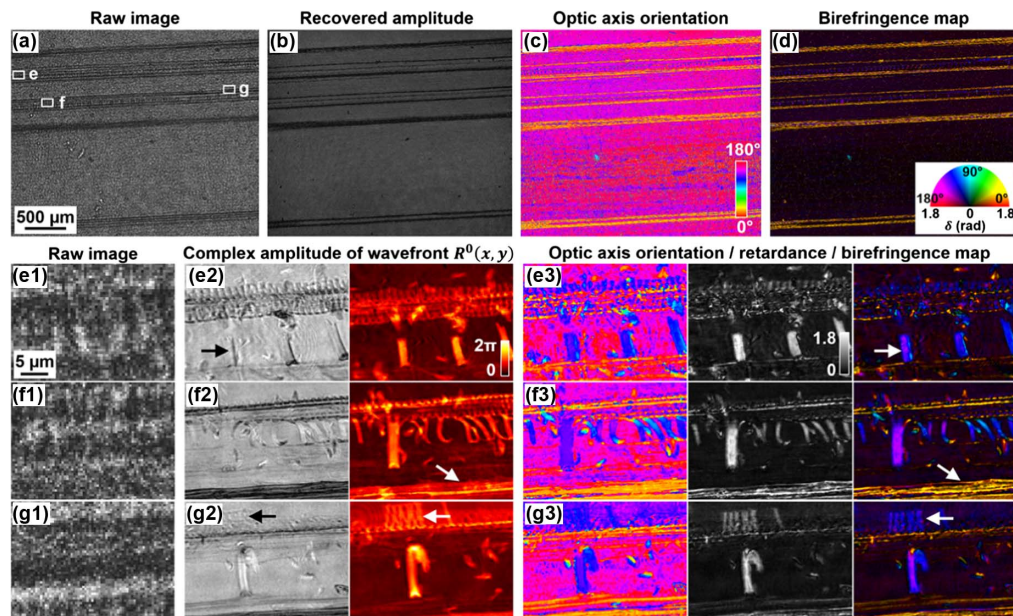 Raw image
Recovered amplitude
Optic axis orientation
Birefringence map
(a)
(b)
(c)
(d)
e
f
g
500 µm
180°
0°
90°
180°
0°
1.8 0 1.8
δ (rad)
Raw image
Complex amplitude of wavefront R⁰(x, y)
Optic axis orientation / retardance / birefringence map
(e1)
(e2)
(e3)
5 µm
2π
0
1.8
0
(f1)
(f2)
(f3)
(g1)
(g2)
(g3)